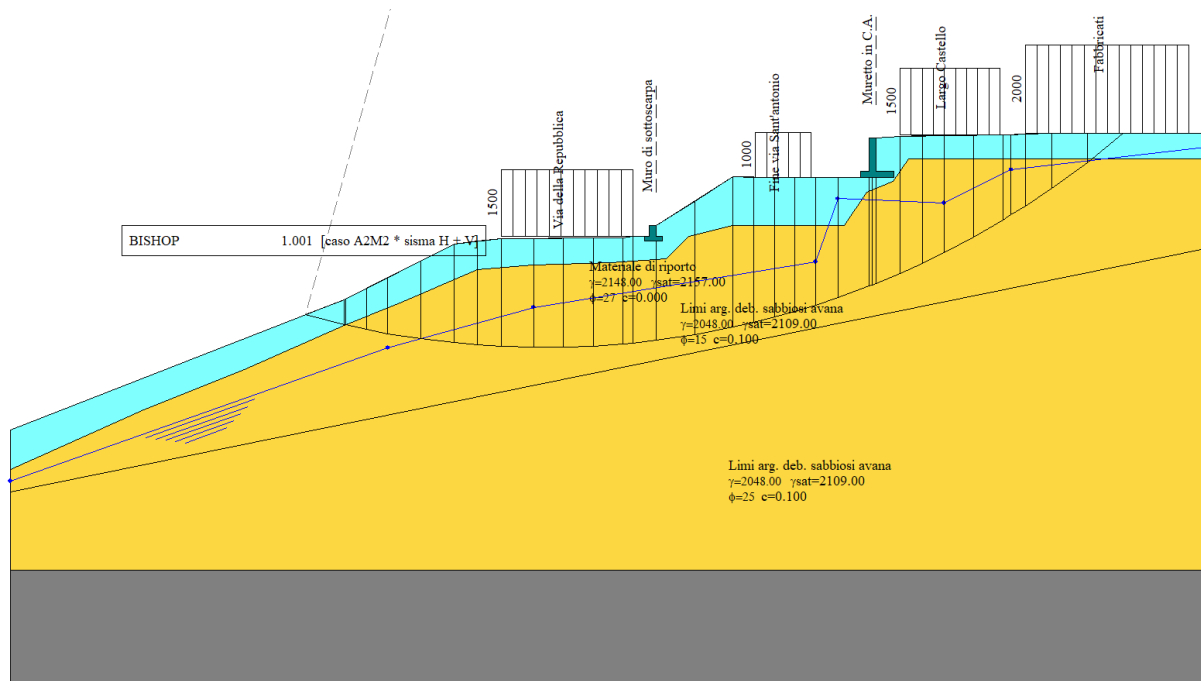 Muretto in C.A.
1500
Largo Castello
2000
Fabbricati
Muro di sottoscarpa
1000
Fine via Sant'antonio
1500
Via della Repubblica
BISHOP 1.001 [caso A2M2 * sisma H + V]
Materiale di riporto
γ=2148.00 γsat=2157.00
ϕ=27 c=0.000
Limi arg. deb. sabbiosi avana
γ=2048.00 γsat=2109.00
ϕ=15 c=0.100
Limi arg. deb. sabbiosi avana
γ=2048.00 γsat=2109.00
ϕ=25 c=0.100